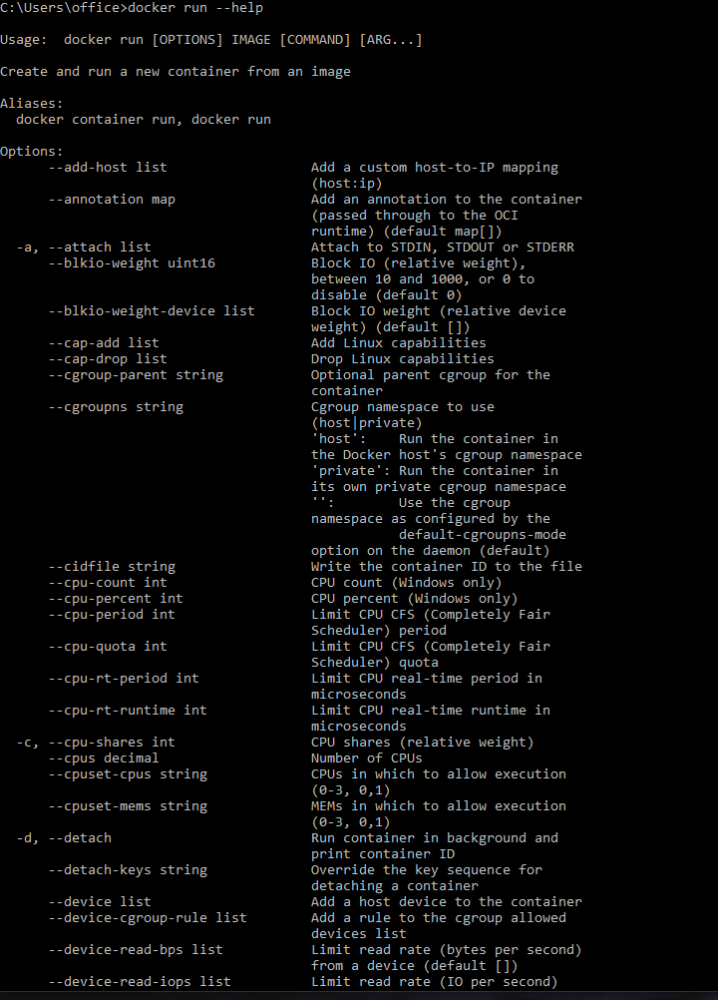 C:\Users\office>docker run --help
Usage:  docker run [OPTIONS] IMAGE [COMMAND] [ARG...]
Create and run a new container from an image
Aliases:
  docker container run, docker run
Options:
      --add-host list                  Add a custom host-to-IP mapping
                                       (host:ip)
      --annotation map                 Add an annotation to the container
                                       (passed through to the OCI
                                       runtime) (default map[])
  -a, --attach list                    Attach to STDIN, STDOUT or STDERR
      --blkio-weight uint16            Block IO (relative weight),
                                       between 10 and 1000, or 0 to
                                       disable (default 0)
      --blkio-weight-device list       Block IO weight (relative device
                                       weight) (default [])
      --cap-add list                   Add Linux capabilities
      --cap-drop list                  Drop Linux capabilities
      --cgroup-parent string           Optional parent cgroup for the
                                       container
      --cgroupns string                Cgroup namespace to use
                                       (host|private)
                                       'host':    Run the container in
                                       the Docker host's cgroup namespace
                                       'private': Run the container in
                                       its own private cgroup namespace
                                       '':        Use the cgroup
                                       namespace as configured by the
                                                  default-cgroupns-mode
                                       option on the daemon (default)
      --cidfile string                 Write the container ID to the file
      --cpu-count int                  CPU count (Windows only)
      --cpu-percent int                CPU percent (Windows only)
      --cpu-period int                 Limit CPU CFS (Completely Fair
                                       Scheduler) period
      --cpu-quota int                  Limit CPU CFS (Completely Fair
                                       Scheduler) quota
      --cpu-rt-period int              Limit CPU real-time period in
                                       microseconds
      --cpu-rt-runtime int             Limit CPU real-time runtime in
                                       microseconds
  -c, --cpu-shares int                 CPU shares (relative weight)
      --cpus decimal                   Number of CPUs
      --cpuset-cpus string             CPUs in which to allow execution
                                       (0-3, 0,1)
      --cpuset-mems string             MEMs in which to allow execution
                                       (0-3, 0,1)
  -d, --detach                         Run container in background and
                                       print container ID
      --detach-keys string             Override the key sequence for
                                       detaching a container
      --device list                    Add a host device to the container
      --device-cgroup-rule list        Add a rule to the cgroup allowed
                                       devices list
      --device-read-bps list           Limit read rate (bytes per second)
                                       from a device (default [])
      --device-read-iops list          Limit read rate (IO per second)